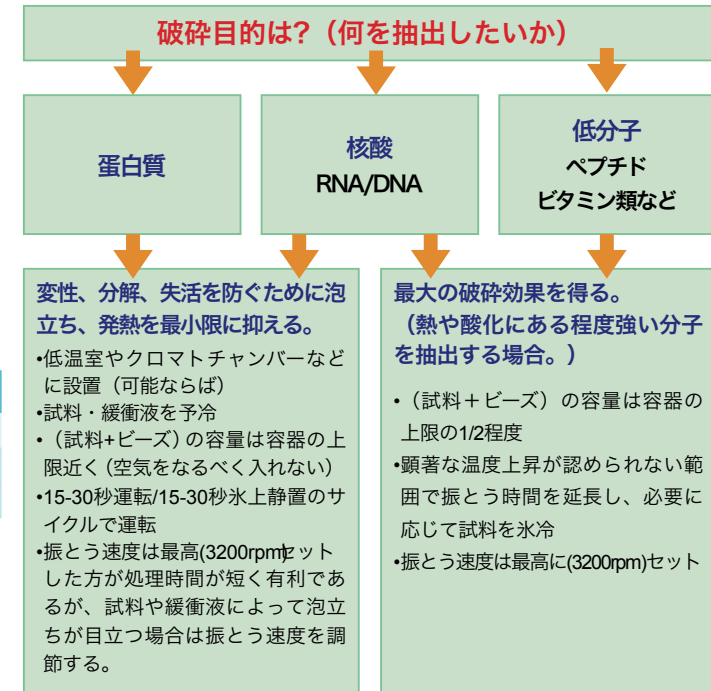 破砕目的は?（何を抽出したいか）
蛋白質
核酸
RNA/DNA
低分子
ペプチド
ビタミン類など
変性、分解、失活を防ぐために泡
立ち、発熱を最小限に抑える。
•低温室やクロマトチャンバーなど
に設置（可能ならば）
•試料・緩衝液を予冷
•（試料+ビーズ）の容量は容器の上
限近く（空気をなるべく入れない）
•15-30秒運転/15-30秒氷上静置のサ
イクルで運転
•振とう速度は最高(3200rpm)セット
した方が処理時間が短く有利であ
るが、試料や緩衝液によって泡立
ちが目立つ場合は振とう速度を調
節する。
最大の破砕効果を得る。
（熱や酸化にある程度強い分子
を抽出する場合。）
•（試料＋ビーズ）の容量は容器の
上限の1/2程度
•顕著な温度上昇が認められない範
囲で振とう時間を延長し、必要に
応じて試料を氷冷
•振とう速度は最高に(3200rpm)セット